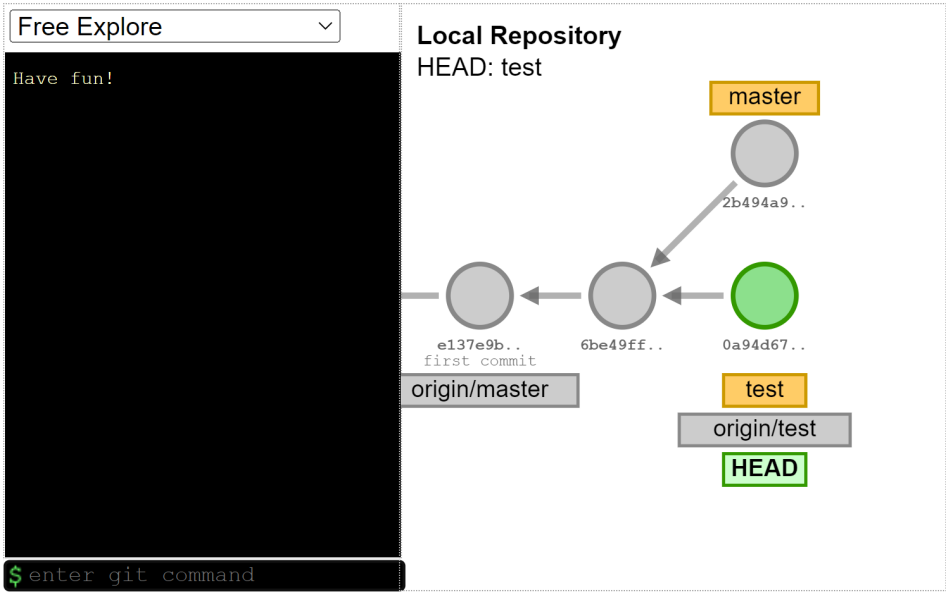 Free Explore
Have fun!
$ enter git command
Local Repository
HEAD: test
master
2b494a9..
e137e9b..
first commit
origin/master
6be49ff..
0a94d67..
test
origin/test
HEAD